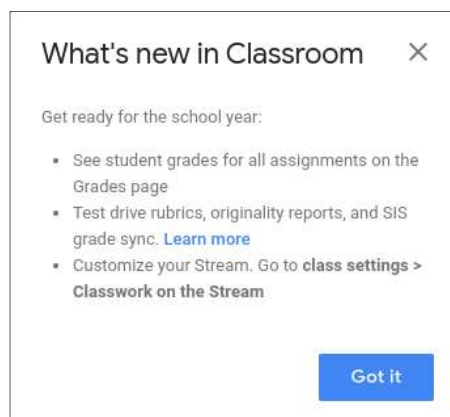 What's new in Classroom
Get ready for the school year:
• See student grades for all assignments on the
Grades page
• Test drive rubrics, originality reports, and SIS
grade sync. Learn more
• Customize your Stream. Go to class settings >
Classwork on the Stream
Got it